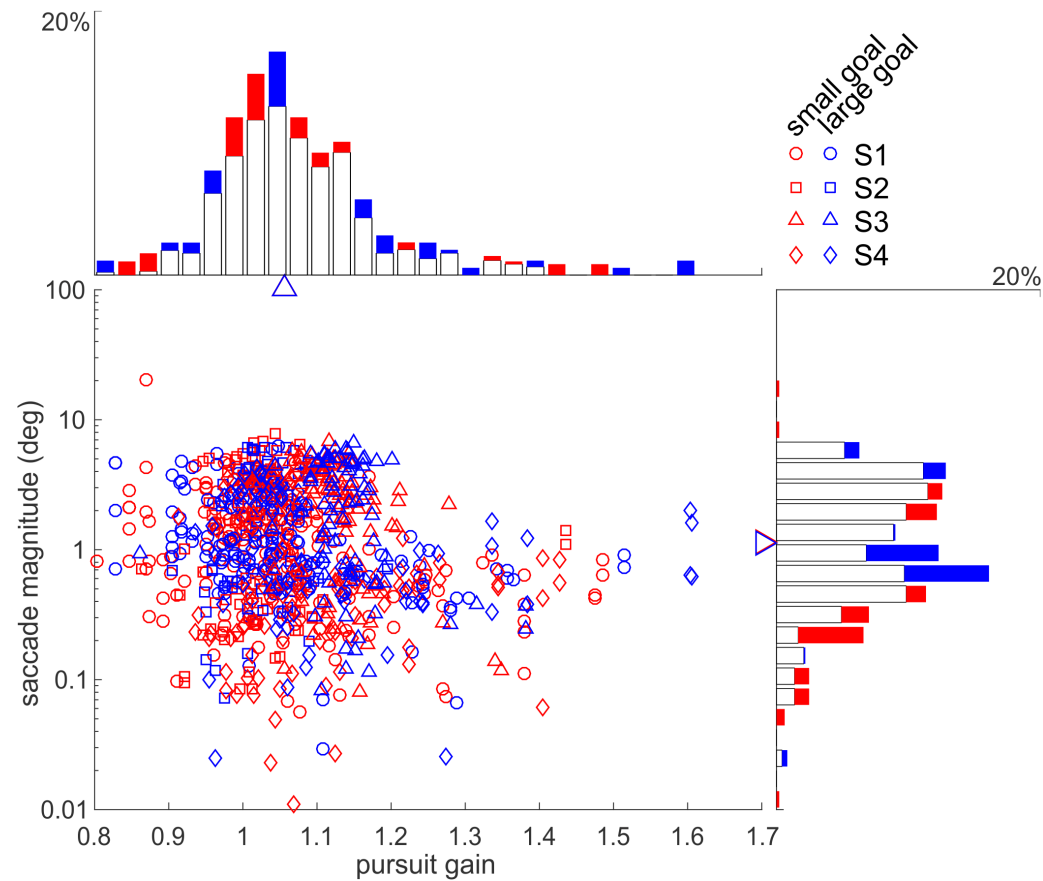 20%
small goal
large goal
S1
S2
S3
S4
20%
100
10
1
0.1
0.01
saccade magnitude (deg)
0.8 0.9 1 1.1 1.2 1.3 1.4 1.5 1.6 1.7
pursuit gain